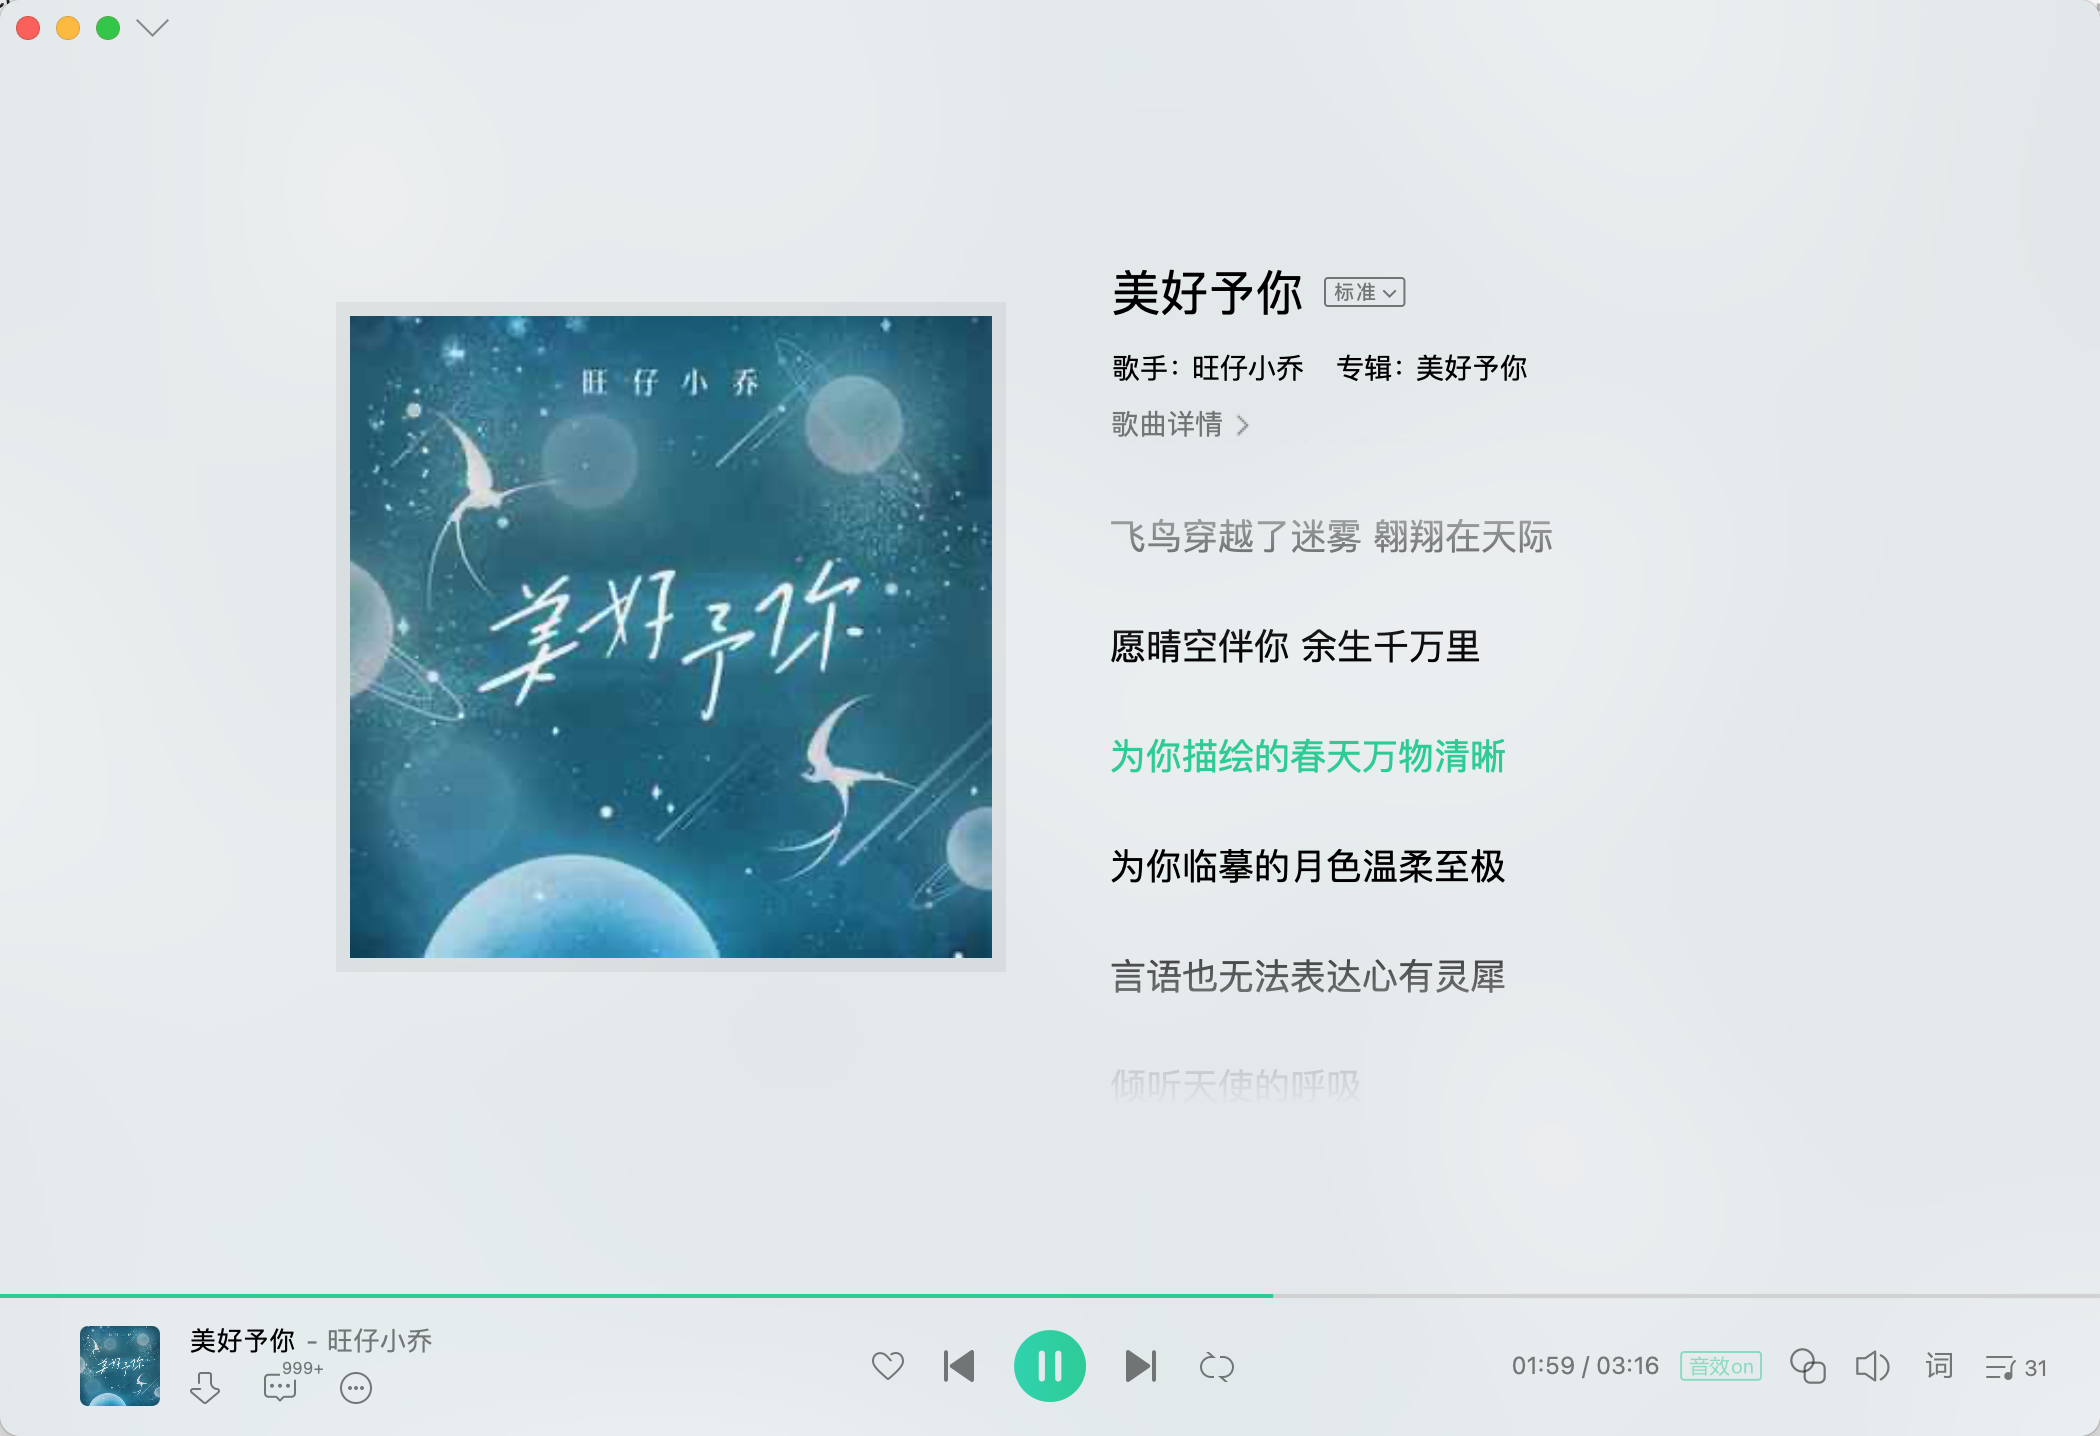 旺仔小乔
美好予你
美好予你 标准
歌手：旺仔小乔 专辑：美好予你
歌曲详情
飞鸟穿越了迷雾 翱翔在天际
愿晴空伴你 余生千万里
为你描绘的春天万物清晰
为你临摹的月色温柔至极
言语也无法表达心有灵犀
倾听天使的呼吸
美好予你 - 旺仔小乔
999+
01:59 / 03:16 音效on 词 31